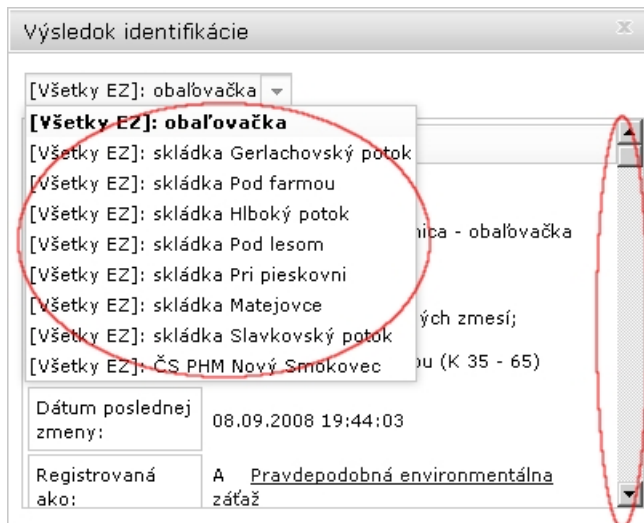 Výsledok identifikácie
x
[Všetky EZ]: obaľovačka
[Všetky EZ]: obaľovačka
[Všetky EZ]: skládka Gerlachovský potok
[Všetky EZ]: skládka Pod farmou
[Všetky EZ]: skládka Hlboký potok
nica - obaľovačka
[Všetky EZ]: skládka Pod lesom
[Všetky EZ]: skládka Pri pieskovni
[Všetky EZ]: skládka Matejovce
ých zmesí;
[Všetky EZ]: skládka Slavkovský potok
[Všetky EZ]: ČS PHM Nový Smokovec
ou (K 35 - 65)
Dátum poslednej
zmeny:
08.09.2008 19:44:03
Registrovaná
ako:
A Pravdepodobná environmentálna
záťaž